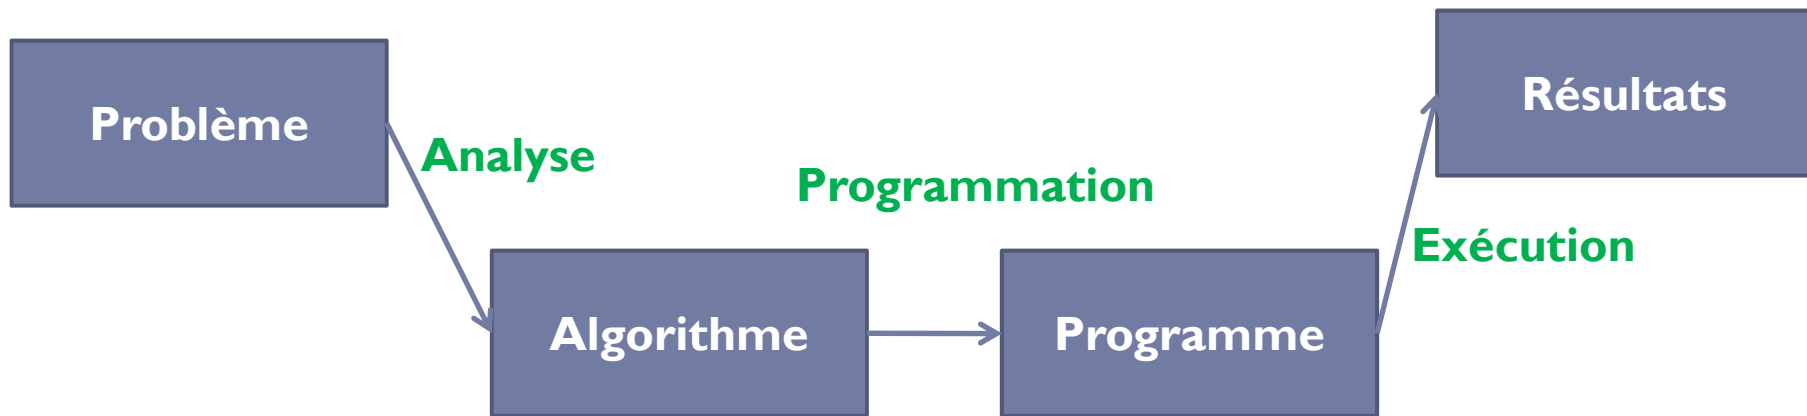 Problème
Analyse
Algorithme
Programmation
Programme
Exécution
Résultats